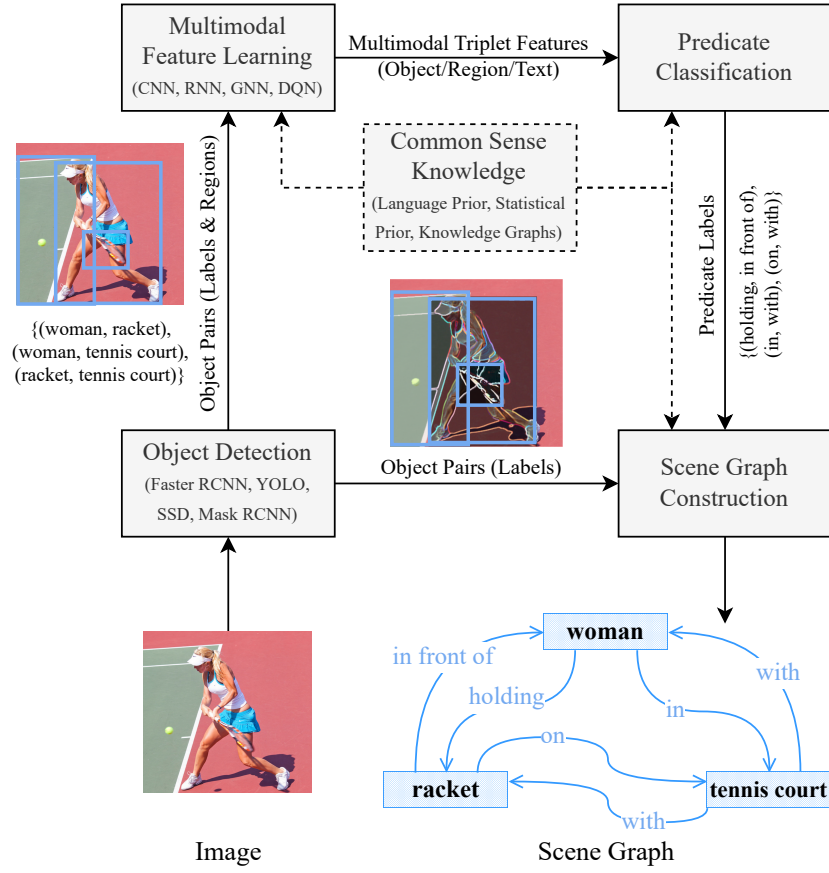 Multimodal
Feature Learning
(CNN, RNN, GNN, DQN)
Multimodal Triplet Features
(Object/Region/Text)
Predicate
Classification
Common Sense
Knowledge
(Language Prior, Statistical
Prior, Knowledge Graphs)
Object Pairs (Labels & Regions)
{(woman, racket),
(woman, tennis court),
(racket, tennis court)}
Predicate Labels
{(holding, in front of),
(in, with), (on, with)}
Object Detection
(Faster RCNN, YOLO,
SSD, Mask RCNN)
Object Pairs (Labels)
Scene Graph
Construction
woman
in front of
with
holding
in
on
racket
tennis court
with
Image
Scene Graph